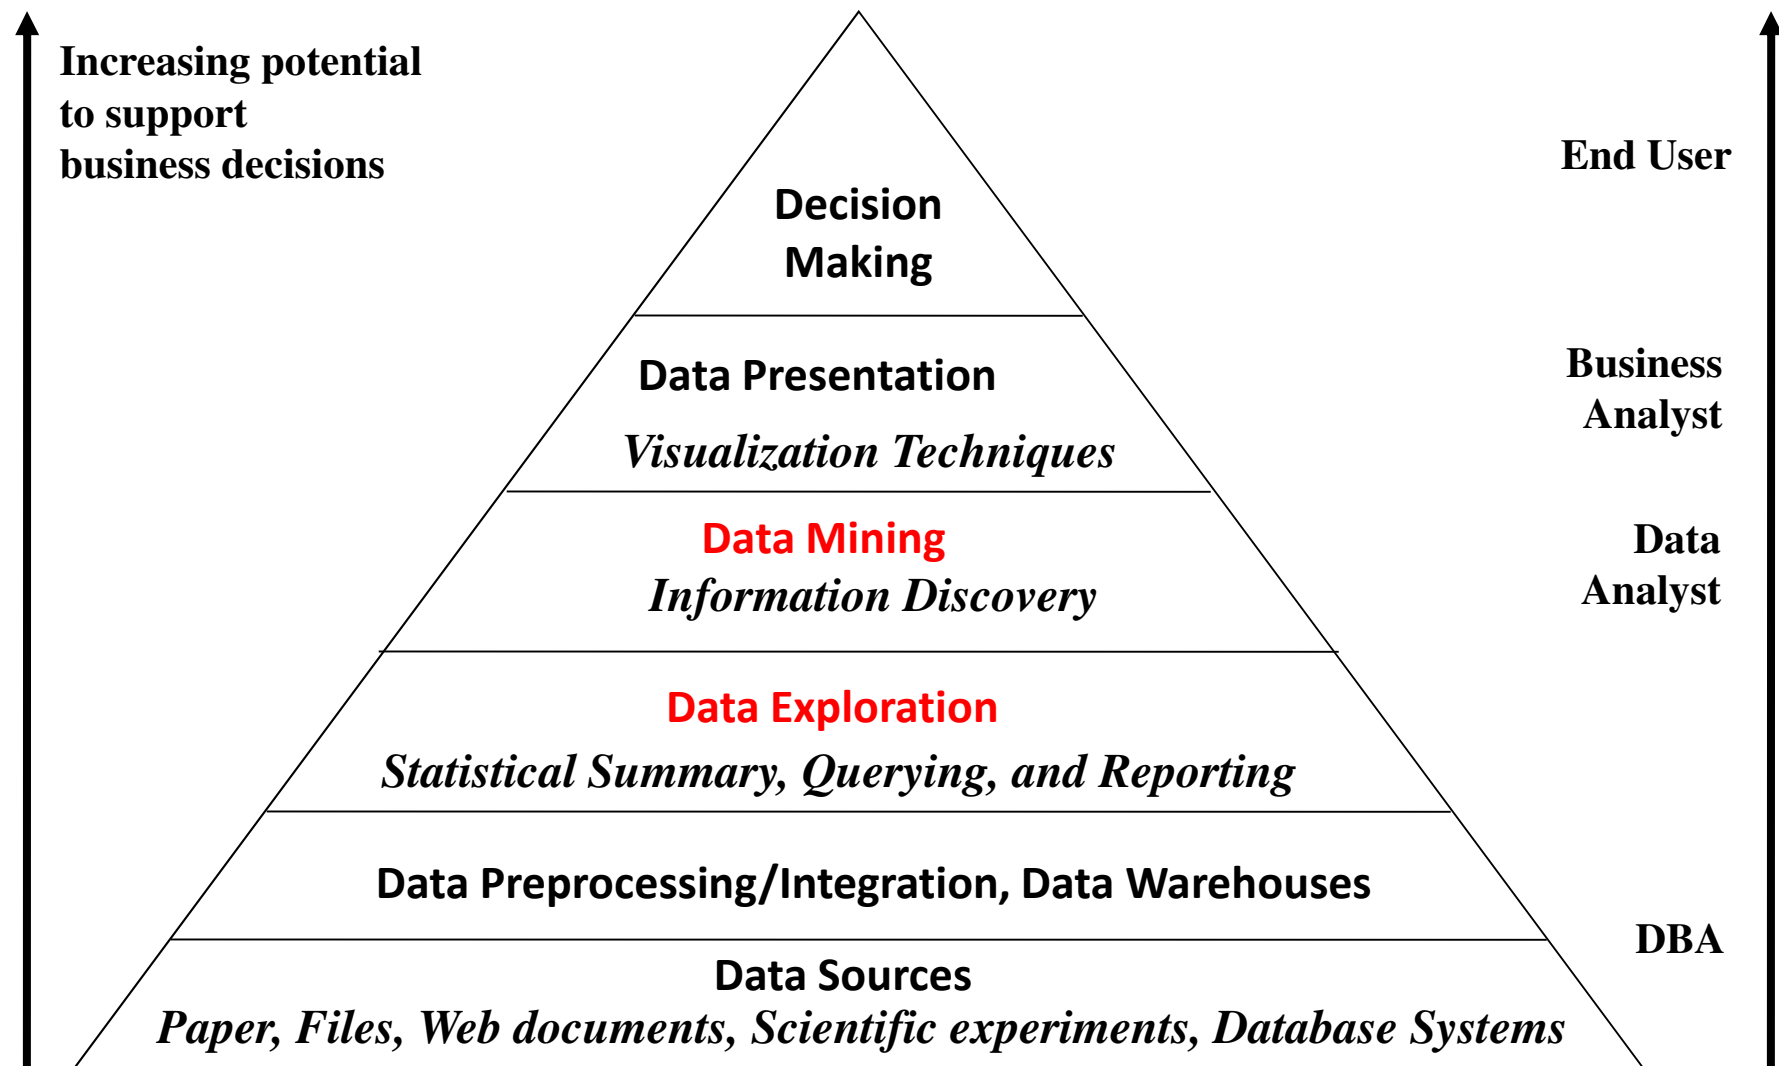 Increasing potential
to support
business decisions
End User
Decision
Making
Business
Analyst
Data Presentation
Visualization Techniques
Data Mining
Information Discovery
Data
Analyst
Data Exploration
Statistical Summary, Querying, and Reporting
Data Preprocessing/Integration, Data Warehouses
DBA
Data Sources
Paper, Files, Web documents, Scientific experiments, Database Systems